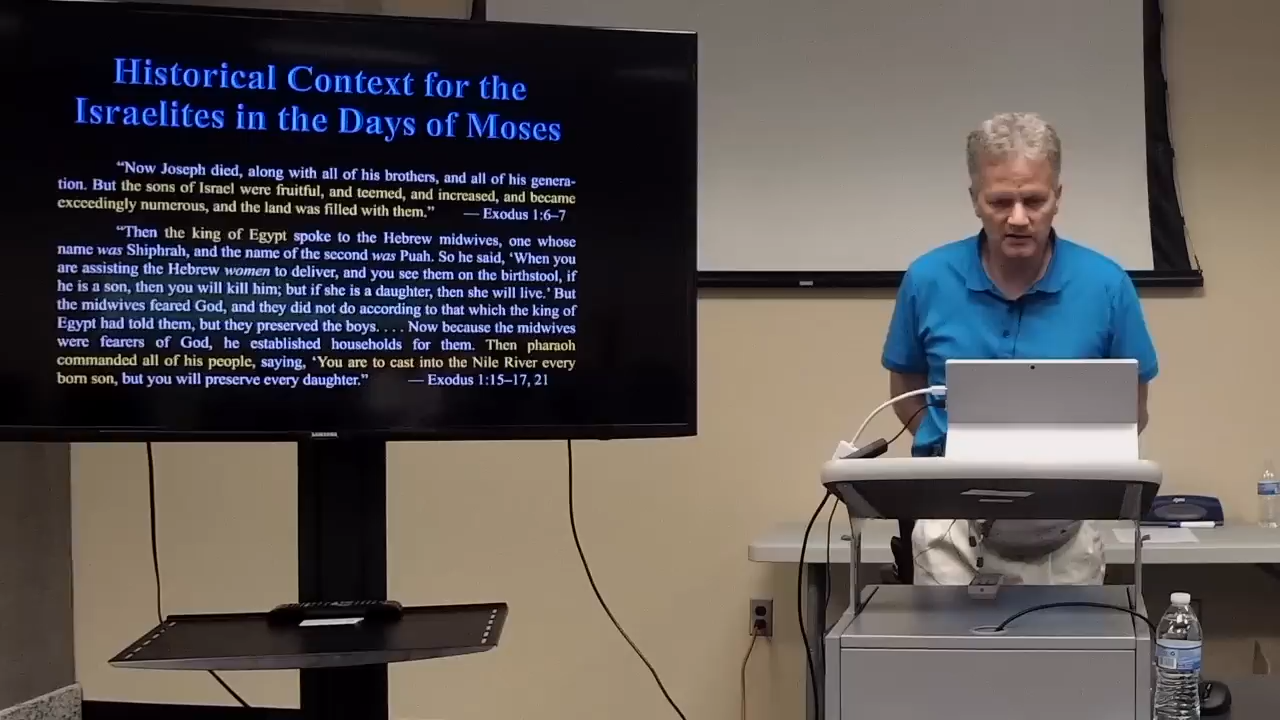 Historical Context for the
Israelites in the Days of Moses
“Now Joseph died, along with all of his brothers, and all of his genera-
tion. But the sons of Israel were fruitful, and teemed, and increased, and became
exceedingly numerous, and the land was filled with them.” — Exodus 1:6–7
“Then the king of Egypt spoke to the Hebrew midwives, one whose
name was Shiphrah, and the name of the second was Puah. So he said, ‘When you
are assisting the Hebrew women to deliver, and you see them on the birthstool, if
he is a son, then you will kill him; but if she is a daughter, then she will live.’ But
the midwives feared God, and they did not do according to that which the king of
Egypt had told them, but they preserved the boys. . . . Now because the midwives
were fearers of God, he established households for them. Then pharaoh
commanded all of his people, saying, ‘You are to cast into the Nile River every
born son, but you will preserve every daughter.” — Exodus 1:15–17, 21
SAMSUNG